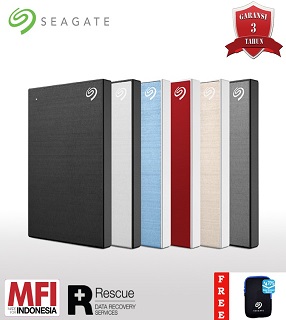 SEAGATE
GARANSI
3
TAHUN
MFI
INDONESIA
R
Rescue
DATA RECOVERY
SERVICES
FREE